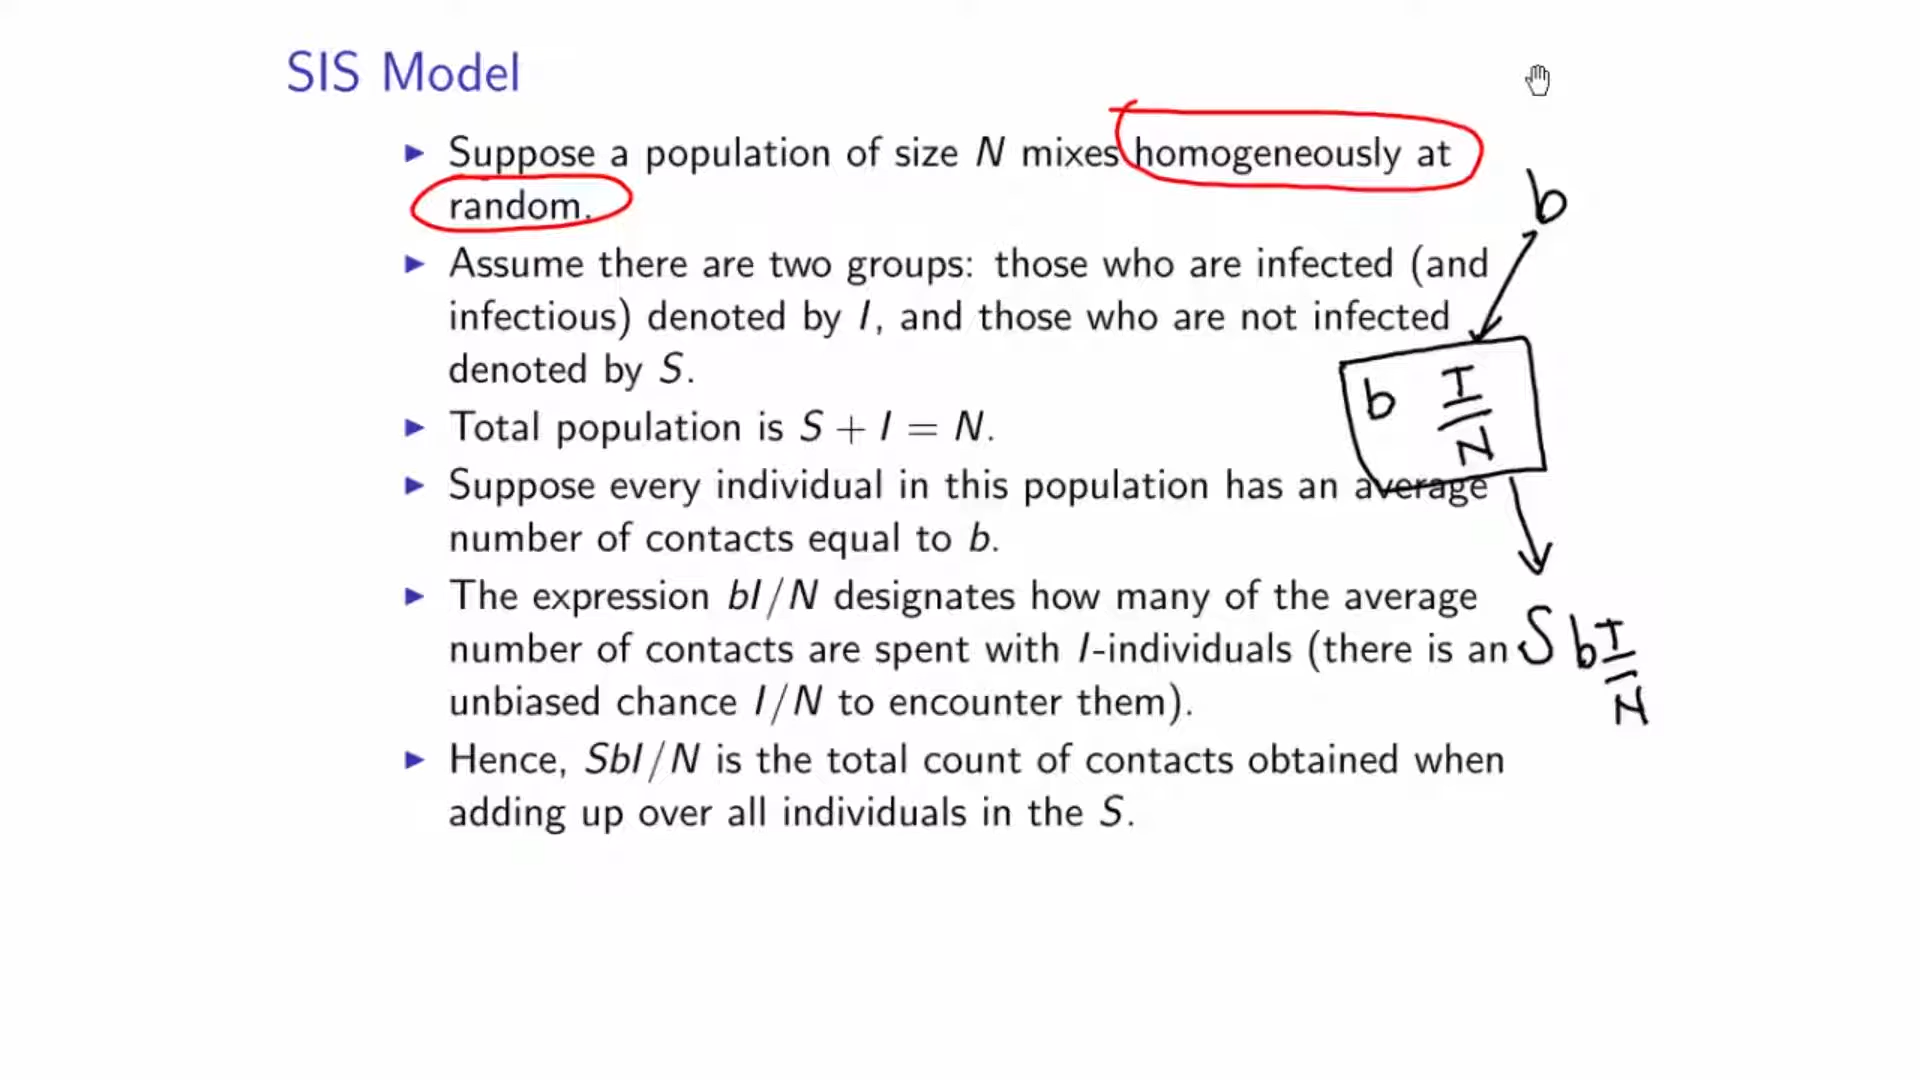 SIS Model
▶ Suppose a population of size N mixes homogeneously at
random.
▶ Assume there are two groups: those who are infected (and
infectious) denoted by I, and those who are not infected
denoted by S.
▶ Total population is S + I = N.
▶ Suppose every individual in this population has an average
number of contacts equal to b.
▶ The expression bI/N designates how many of the average
number of contacts are spent with I-individuals (there is an
unbiased chance I/N to encounter them).
▶ Hence, SbI/N is the total count of contacts obtained when
adding up over all individuals in the S.
b
b I/N
S b I/N